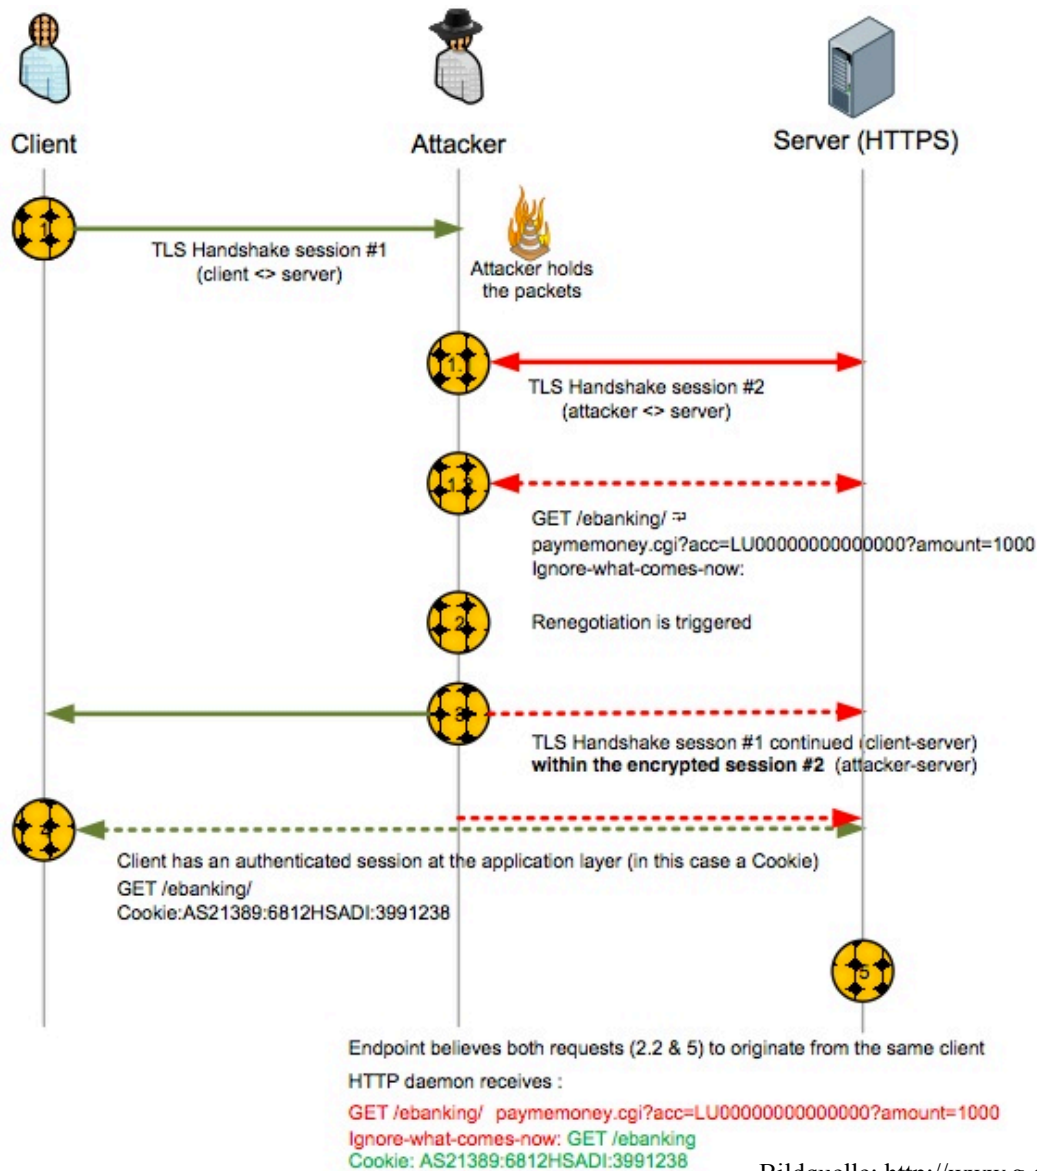 Client
Attacker
Server (HTTPS)
1
TLS Handshake session #1
(client <> server)
Attacker holds
the packets
1.1
TLS Handshake session #2
(attacker <> server)
GET /ebanking/
paymemoney.cgi?acc=LU00000000000000?amount=1000
Ignore-what-comes-now:
2
Renegotiation is triggered
3
TLS Handshake sesson #1 continued (client-server)
within the encrypted session #2 (attacker-server)
4
Client has an authenticated session at the application layer (in this case a Cookie)
GET /ebanking/
Cookie:AS21389:6812HSADI:3991238
5
Endpoint believes both requests (2.2 & 5) to originate from the same client
HTTP daemon receives :
GET /ebanking/ paymemoney.cgi?acc=LU00000000000000?amount=1000
Ignore-what-comes-now: GET /ebanking
Cookie: AS21389:6812HSADI:3991238